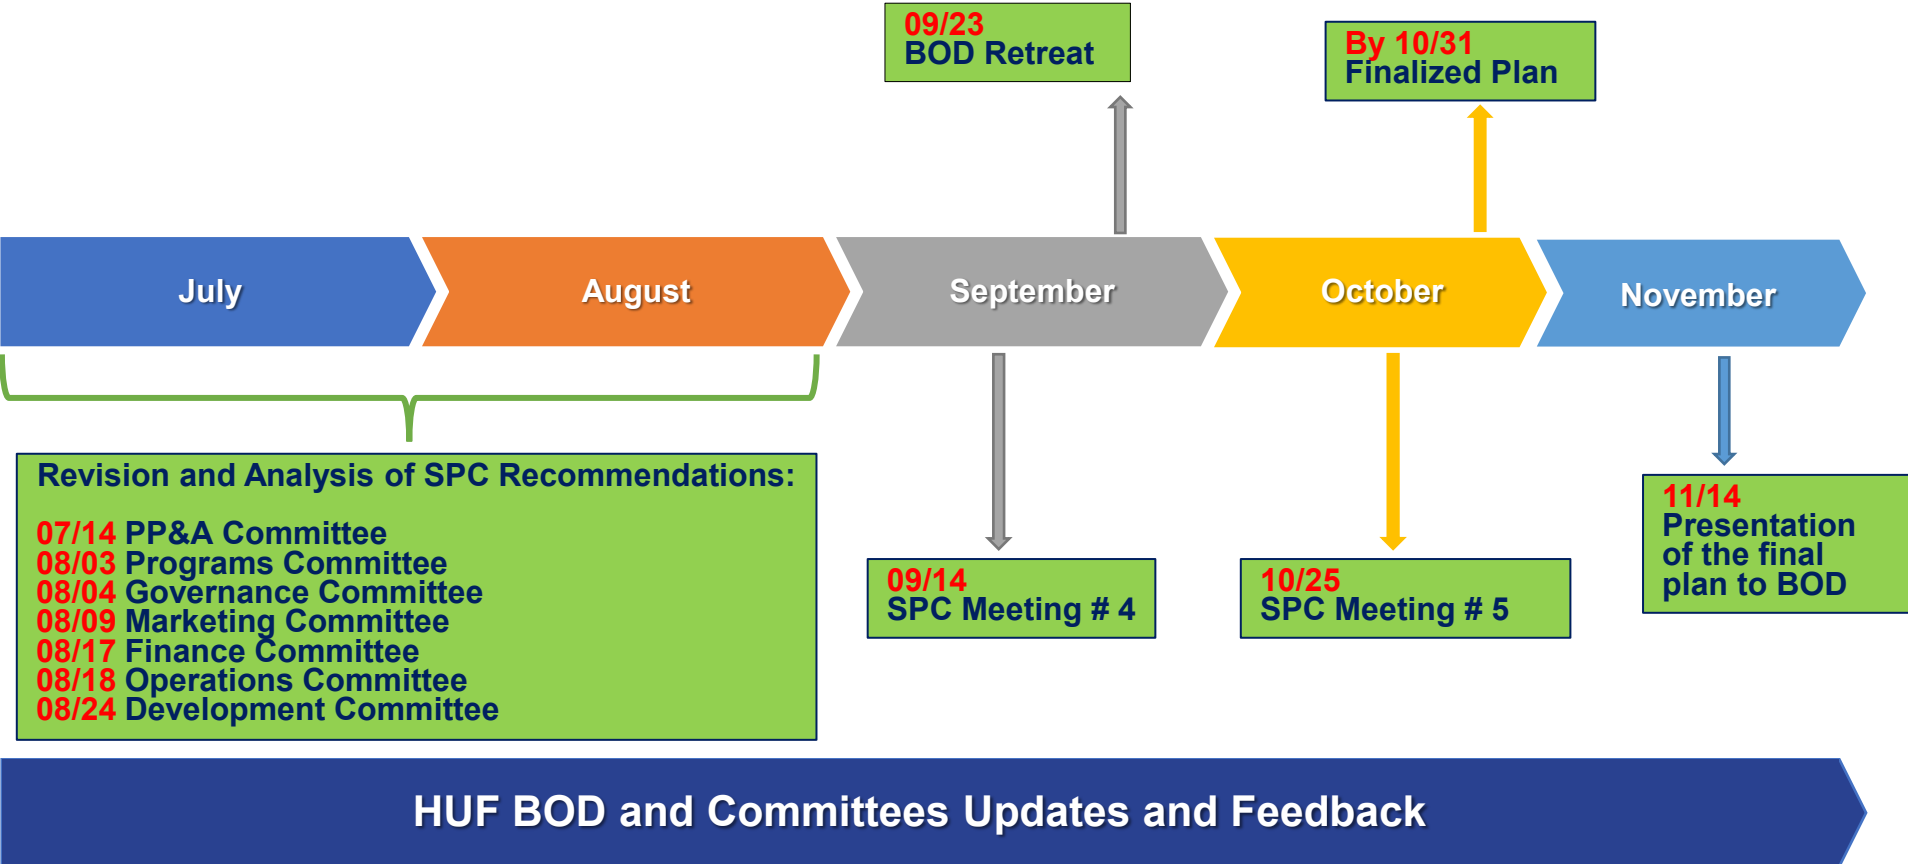 09/23
BOD Retreat
By 10/31
Finalized Plan
July
August
September
October
November
Revision and Analysis of SPC Recommendations:
07/14 PP&A Committee
08/03 Programs Committee
08/04 Governance Committee
08/09 Marketing Committee
08/17 Finance Committee
08/18 Operations Committee
08/24 Development Committee
09/14
SPC Meeting # 4
10/25
SPC Meeting # 5
11/14
Presentation
of the final
plan to BOD
HUF BOD and Committees Updates and Feedback